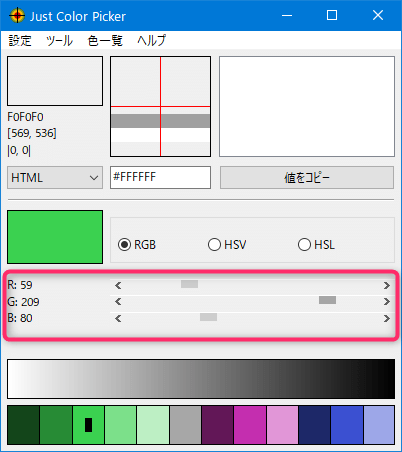 Just Color Picker
設定 ツール 色一覧 ヘルプ
F0F0F0
[569, 536]
|0, 0|
HTML
#FFFFFF
値をコピー
RGB
HSV
HSL
R: 59
G: 209
B: 80